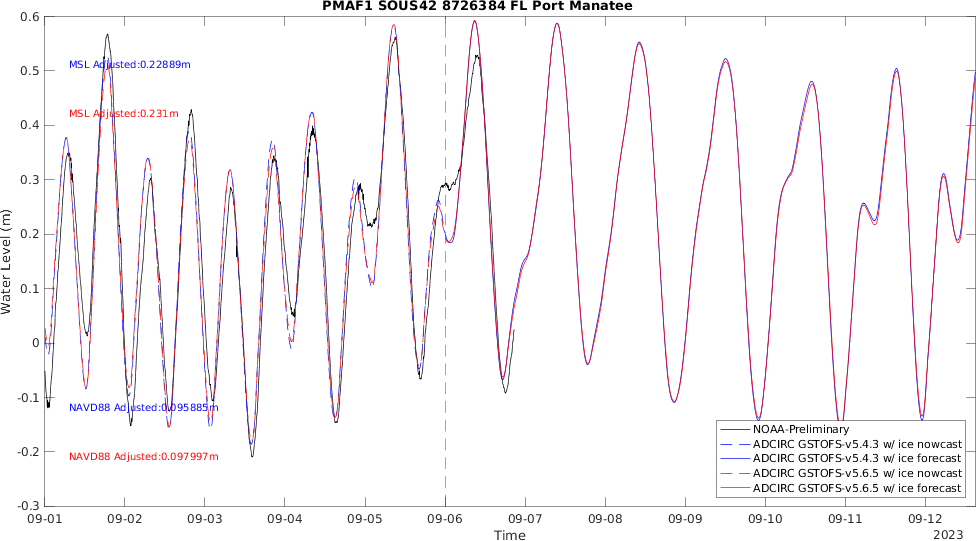 PMAF1 SOUS42 8726384 FL Port Manatee
0.6
0.5
0.4
0.3
0.2
0.1
0
-0.1
-0.2
-0.3
Water Level (m)
MSL Adjusted:0.22889m
MSL Adjusted:0.231m
NAVD88 Adjusted:0.095885m
NAVD88 Adjusted:0.097997m
NOAA-Preliminary
ADCIRC GSTOFS-v5.4.3 w/ ice nowcast
ADCIRC GSTOFS-v5.4.3 w/ ice forecast
ADCIRC GSTOFS-v5.6.5 w/ ice nowcast
ADCIRC GSTOFS-v5.6.5 w/ ice forecast
09-01 09-02 09-03 09-04 09-05 09-06 09-07 09-08 09-09 09-10 09-11 09-12
Time
2023